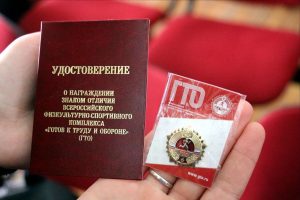 УДОСТОВЕРЕНИЕ
О НАГРАЖДЕНИИ
ЗНАКОМ ОТЛИЧИЯ
ВСЕРОССИЙСКОГО
ФИЗКУЛЬТУРНО-СПОРТИВНОГО
КОМПЛЕКСА
«ГОТОВ К ТРУДУ И ОБОРОНЕ»
(ГТО)
ГТО
www.gto.ru